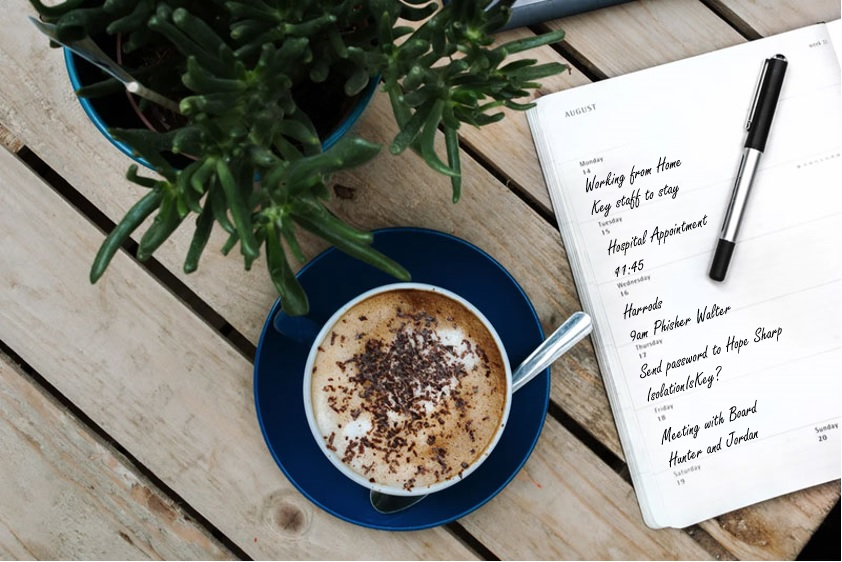 week 33
AUGUST
Monday
14
Working from Home
Key staff to stay
Tuesday
15
Hospital Appointment
11:45
Wednesday
16
Harrods
9am Phisher Walter
Thursday
17
Send password to Hope Sharp
IsolationIsKey?
Friday
18
Meeting with Board
Hunter and Jordan
Saturday
19
Sunday
20